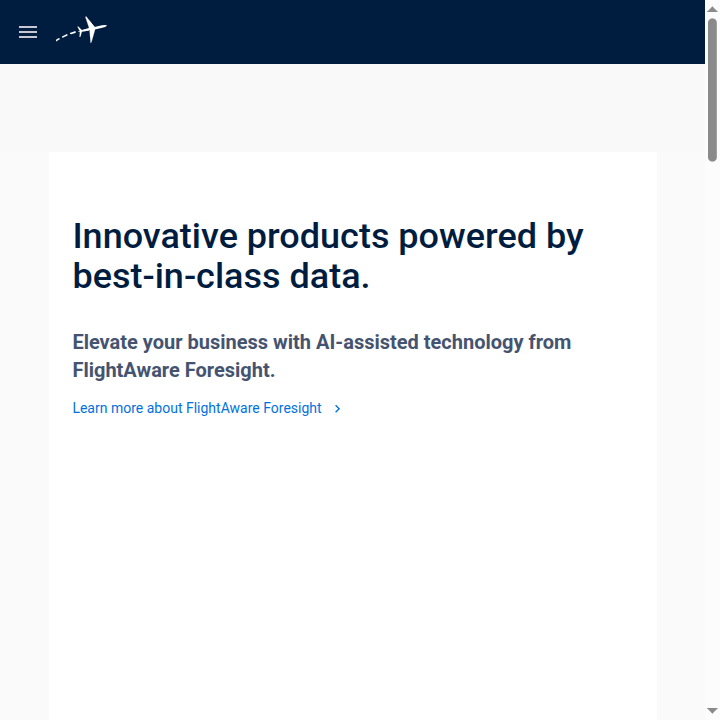 Innovative products powered by
best-in-class data.
Elevate your business with AI-assisted technology from
FlightAware Foresight.
Learn more about FlightAware Foresight